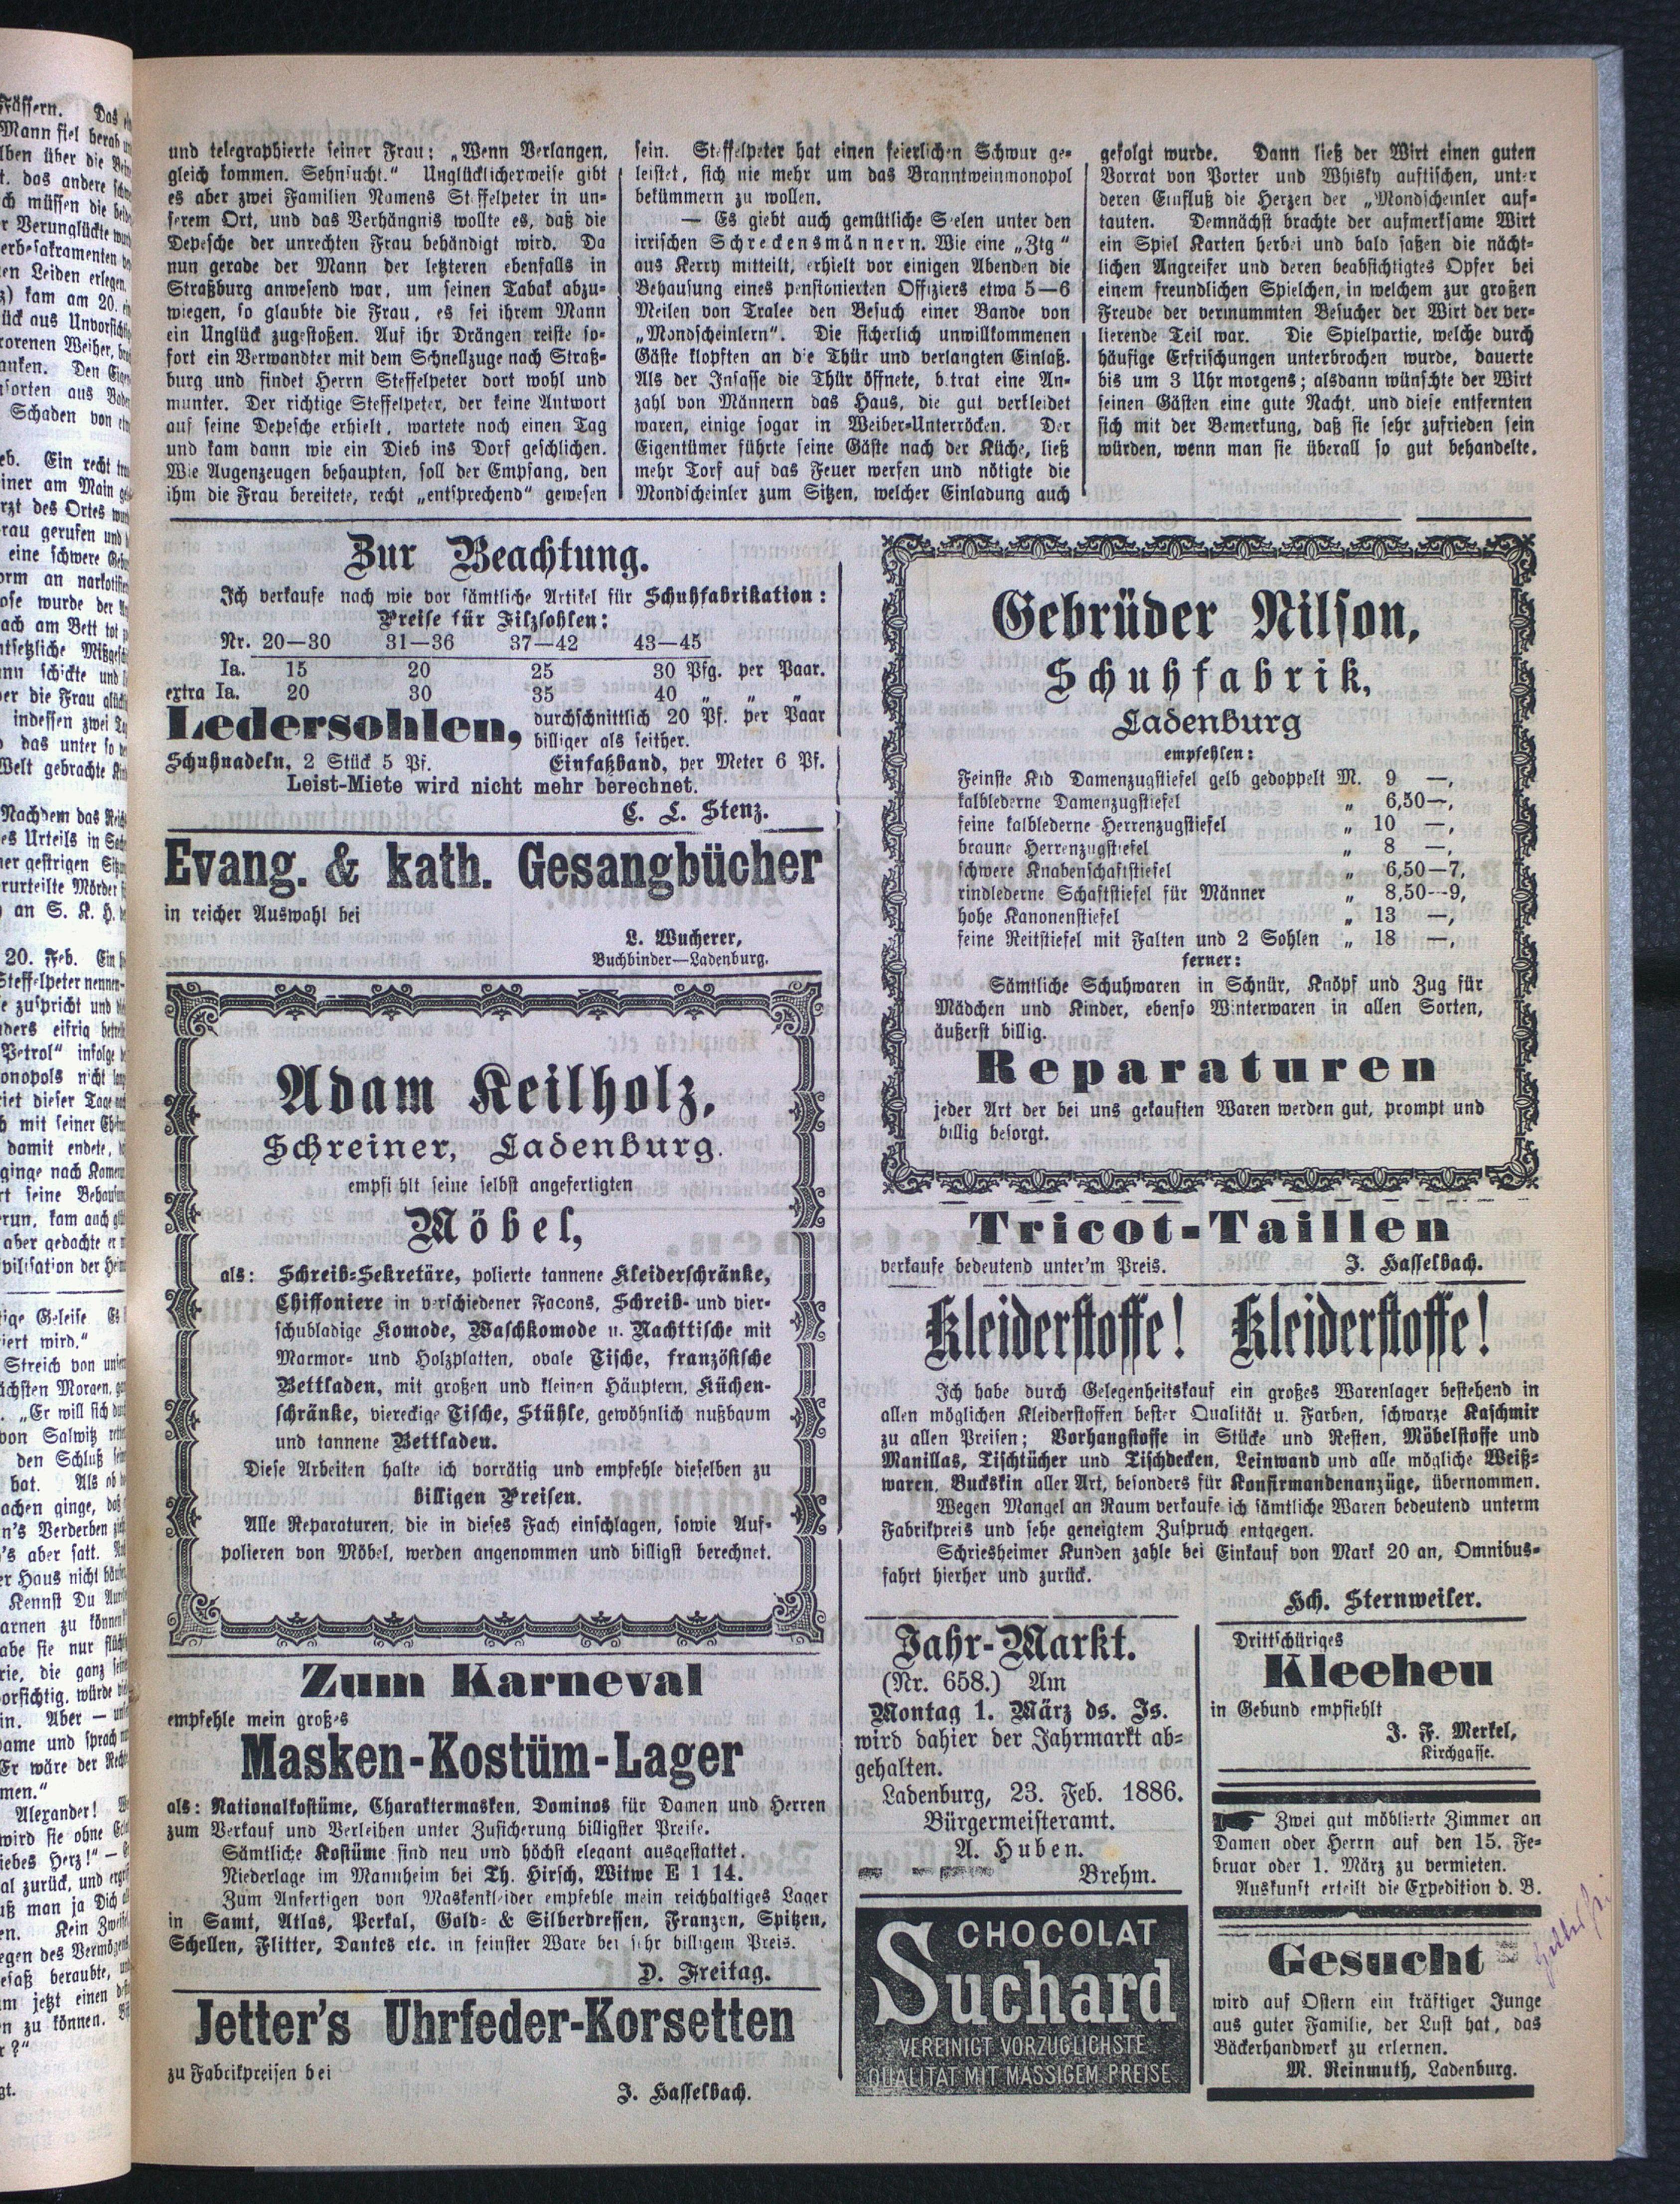 und telegraphierte seiner Frau: „Wenn Verlangen,
gleich kommen. Sehnsucht.“ Unglücklicherweise gibt
es aber zwei Familien Namens Steffelpeter in un-
serem Ort, und das Verhängnis wollte es, daß die
Depesche der unrechten Frau behändigt wird. Da
nun gerade der Mann der letzteren ebenfalls in
Straßburg anwesend war, um seinen Tabak abzu-
wiegen, so glaubte die Frau, es sei ihrem Mann
ein Unglück zugestoßen. Auf ihr Drängen reiste so-
fort ein Verwandter mit dem Schnellzuge nach Straß-
burg und findet Herrn Steffelpeter dort wohl und
munter. Der richtige Steffelpeter, der keine Antwort
auf seine Depesche erhielt, wartete noch einen Tag
und kam dann wie ein Dieb ins Dorf geschlichen.
Wie Augenzeugen behaupten, soll der Empfang, den
ihm die Frau bereitete, recht „entsprechend“ gewesen
sein. Steffelpeter hat einen feierlichen Schwur ge-
leistet, sich nie mehr um das Branntweinmonopol
bekümmern zu wollen.
— Es giebt auch gemütliche Seelen unter den
irrischen Schreckensmännern. Wie eine „Ztg“
aus Kerry mitteilt, erhielt vor einigen Abenden die
Behausung eines pensionierten Offiziers etwa 5—6
Meilen von Tralee den Besuch einer Bande von
„Mondscheinlern“. Die sicherlich unwillkommenen
Gäste klopften an die Thür und verlangten Einlaß.
Als der Insasse die Thür öffnete, betrat eine An-
zahl von Männern das Haus, die gut verkleidet
waren, einige sogar in Weiber-Unterröcken. Der
Eigentümer führte seine Gäste nach der Küche, ließ
mehr Torf auf das Feuer werfen und nötigte die
Mondscheinler zum Sitzen, welcher Einladung auch
gefolgt wurde. Dann ließ der Wirt einen guten
Vorrat von Porter und Whisky auftischen, unter
deren Einfluß die Herzen der „Mondscheinler auf-
tauten. Demnächst brachte der aufmerksame Wirt
ein Spiel Karten herbei und bald saßen die nächt-
lichen Angreifer und deren beabsichtigtes Opfer bei
einem freundlichen Spielchen, in welchem zur großen
Freude der vermummten Besucher der Wirt der ver-
lierende Teil war. Die Spielpartie, welche durch
häufige Erfrischungen unterbrochen wurde, dauerte
bis um 3 Uhr morgens; alsdann wünschte der Wirt
seinen Gästen eine gute Nacht, und diese entfernten
sich mit der Bemerkung, daß sie sehr zufrieden sein
würden, wenn man sie überall so gut behandelte.
Zur Beachtung.
Ich verkaufe nach wie vor sämtliche Artikel für Schuhfabrikation:
Preise für Filzsohlen:
Nr. 20—30 31—36 37—42 43—45
Ia. 15 20 25 30 Pfg. per Paar.
extra Ia. 20 30 35 40 „ „ „
Ledersohlen, durchschnittlich 20 Pf. per Paar
billiger als seither.
Schuhnadeln, 2 Stück 5 Pf. Einfaßband, per Meter 6 Pf.
Leist-Miete wird nicht mehr berechnet.
C. L. Stenz.
Evang. & kath. Gesangbücher
in reicher Auswahl bei
L. Wucherer,
Buchbinder—Ladenburg.
Adam Keilholz,
Schreiner, Ladenburg.
empfiehlt seine selbst angefertigten
Möbel,
als: Schreib-Sekretäre, polierte tannene Kleiderschränke,
Chiffoniere in verschiedener Facons, Schreib- und vier-
schubladige Komode, Waschkomode u. Nachttische mit
Marmor- und Holzplatten, ovale Tische, französische
Bettladen, mit großen und kleinen Häuptern, Küchen-
schränke, viereckige Tische, Stühle, gewöhnlich nußbaum
und tannene Bettladen.
Diese Arbeiten halte ich vorrätig und empfehle dieselben zu
billigen Preisen.
Alle Reparaturen, die in dieses Fach einschlagen, sowie Auf-
polieren von Möbel, werden angenommen und billigst berechnet.
Zum Karneval
empfehle mein großes
Masken-Kostüm-Lager
als: Nationalkostüme, Charaktermasken, Dominos für Damen und Herren
zum Verkauf und Verleihen unter Zusicherung billigster Preise.
Sämtliche Kostüme sind neu und höchst elegant ausgestattet.
Niederlage im Mannheim bei Th. Hirsch, Witwe E 1 14.
Zum Anfertigen von Maskenkleider empfehle mein reichhaltiges Lager
in Samt, Atlas, Perkal, Gold- & Silberdressen, Franzen, Spitzen,
Schellen, Flitter, Dantes etc. in feinster Ware bei sehr billigem Preis.
D. Freitag.
Jetter's Uhrfeder-Korsetten
zu Fabrikpreisen bei
J. Hasselbach.
Gebrüder Nilson,
Schuhfabrik,
Ladenburg
empfehlen:
Feinste Kid Damenzugstiefel gelb gedoppelt M. 9 —,
kalblederne Damenzugstiefel „ 6,50—,
feine kalblederne Herrenzugstiefel „ 10 —,
braune Herrenzugstiefel „ 8 —,
schwere Knabenschaftstiefel „ 6,50—7,
rindlederne Schaftstiefel für Männer „ 8,50—9,
hohe Kanonenstiefel „ 13 —,
feine Reitstiefel mit Falten und 2 Sohlen „ 18 —,
ferner:
Sämtliche Schuhwaren in Schnür, Knöpf und Zug für
Mädchen und Kinder, ebenso Winterwaren in allen Sorten,
äußerst billig.
Reparaturen
jeder Art der bei uns gekauften Waren werden gut, prompt und
billig besorgt.
Tricot-Taillen
verkaufe bedeutend unter'm Preis. J. Hasselbach.
Kleiderstoffe! Kleiderstoffe!
Ich habe durch Gelegenheitskauf ein großes Warenlager bestehend in
allen möglichen Kleiderstoffen bester Qualität u. Farben, schwarze Kaschmir
zu allen Preisen; Vorhangstoffe in Stücke und Resten, Möbelstoffe und
Manillas, Tischtücher und Tischdecken, Leinwand und alle mögliche Weiß-
waren, Buckskin aller Art, besonders für Konfirmandenanzüge, übernommen.
Wegen Mangel an Raum verkaufe ich sämtliche Waren bedeutend unterm
Fabrikpreis und sehe geneigtem Zuspruch entgegen.
Schriesheimer Kunden zahle bei Einkauf von Mark 20 an, Omnibus-
fahrt hierher und zurück.
Hch. Sternweiler.
Jahr-Markt.
(Nr. 658.) Am
Montag 1. März ds. Js.
wird dahier der Jahrmarkt ab-
gehalten.
Ladenburg, 23. Feb. 1886.
Bürgermeisteramt.
A. Huben.
Brehm.
CHOCOLAT
Suchard
VEREINIGT VORZÜGLICHSTE
QUALITÄT MIT MÄSSIGEM PREISE
Drittschüriges
Kleeheu
in Gebund empfiehlt
J. F. Merkel,
Kirchgasse.
Zwei gut möblierte Zimmer an
Damen oder Herrn auf den 15. Fe-
bruar oder 1. März zu vermieten.
Auskunft erteilt die Expedition d. B.
Gesucht
wird auf Ostern ein kräftiger Junge
aus guter Familie, der Lust hat, das
Bäckerhandwerk zu erlernen.
M. Reinmuth, Ladenburg.